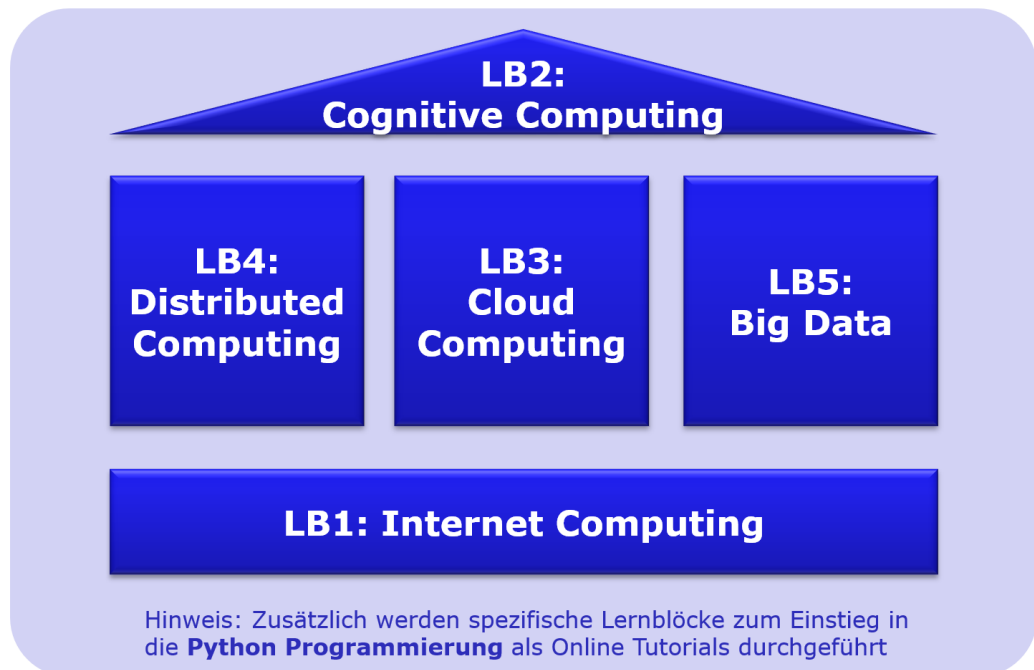 LB2:
Cognitive Computing
LB4:
Distributed
Computing
LB3:
Cloud
Computing
LB5:
Big Data
LB1: Internet Computing
Hinweis: Zusätzlich werden spezifische Lernblöcke zum Einstieg in
die Python Programmierung als Online Tutorials durchgeführt